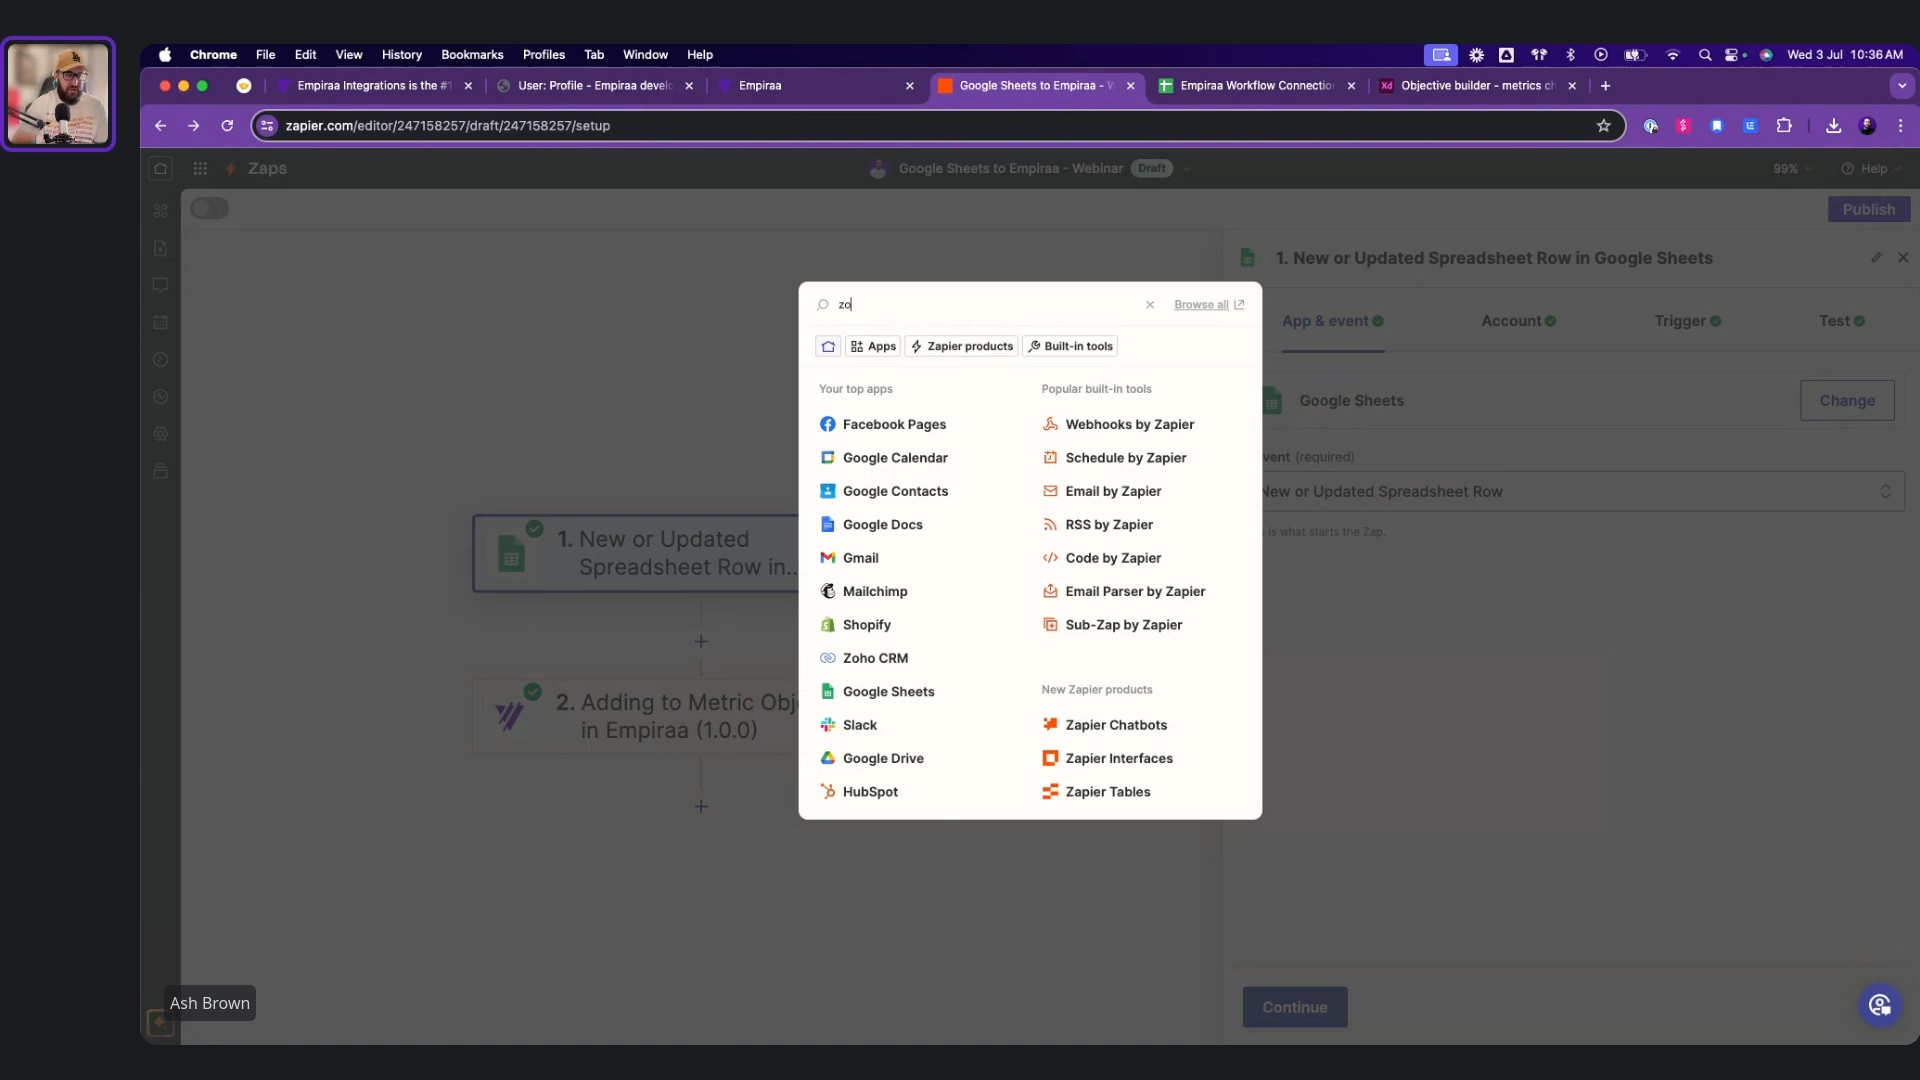 Chrome File Edit View History Bookmarks Profiles Tab Window Help
Wed 3 Jul 10:36 AM
Empiraa Integrations is the #1
User: Profile - Empiraa develo
Empiraa
Google Sheets to Empiraa - W
Empiraa Workflow Connection
Xd Objective builder - metrics ch
zapier.com/editor/247158257/draft/247158257/setup
Zaps
Google Sheets to Empiraa - Webinar Draft
99%
Help
Publish
1. New or Updated Spreadsheet Row in Google Sheets
zo
Browse all
App & event
Account
Trigger
Test
Apps
Zapier products
Built-in tools
Your top apps
Facebook Pages
Google Calendar
Google Contacts
Google Docs
Gmail
Mailchimp
Shopify
Zoho CRM
Google Sheets
Slack
Google Drive
HubSpot
Popular built-in tools
Webhooks by Zapier
Schedule by Zapier
Email by Zapier
RSS by Zapier
Code by Zapier
Email Parser by Zapier
Sub-Zap by Zapier
New Zapier products
Zapier Chatbots
Zapier Interfaces
Zapier Tables
Google Sheets
Change
vent (required)
New or Updated Spreadsheet Row
s is what starts the Zap.
1. New or Updated
Spreadsheet Row in...
2. Adding to Metric Obj
in Empiraa (1.0.0)
Continue
Ash Brown